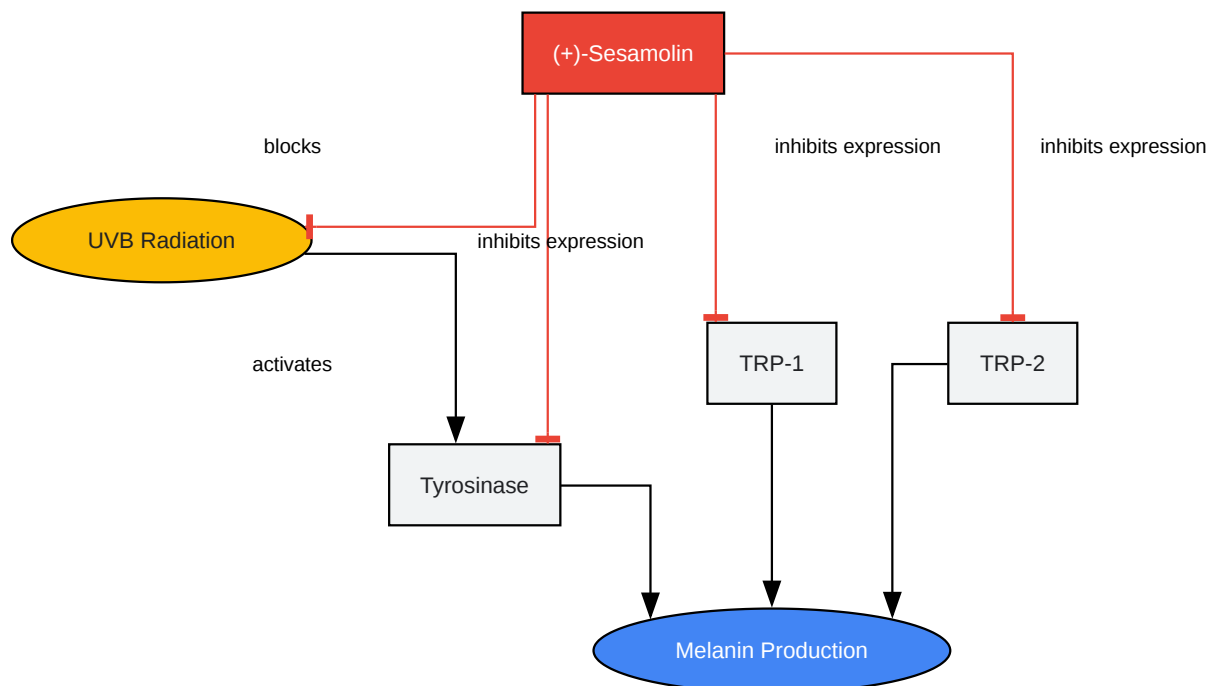 (+)-Sesamolin
blocks
inhibits expression
inhibits expression
UVB Radiation
inhibits expression
activates
TRP-1
TRP-2
Tyrosinase
Melanin Production